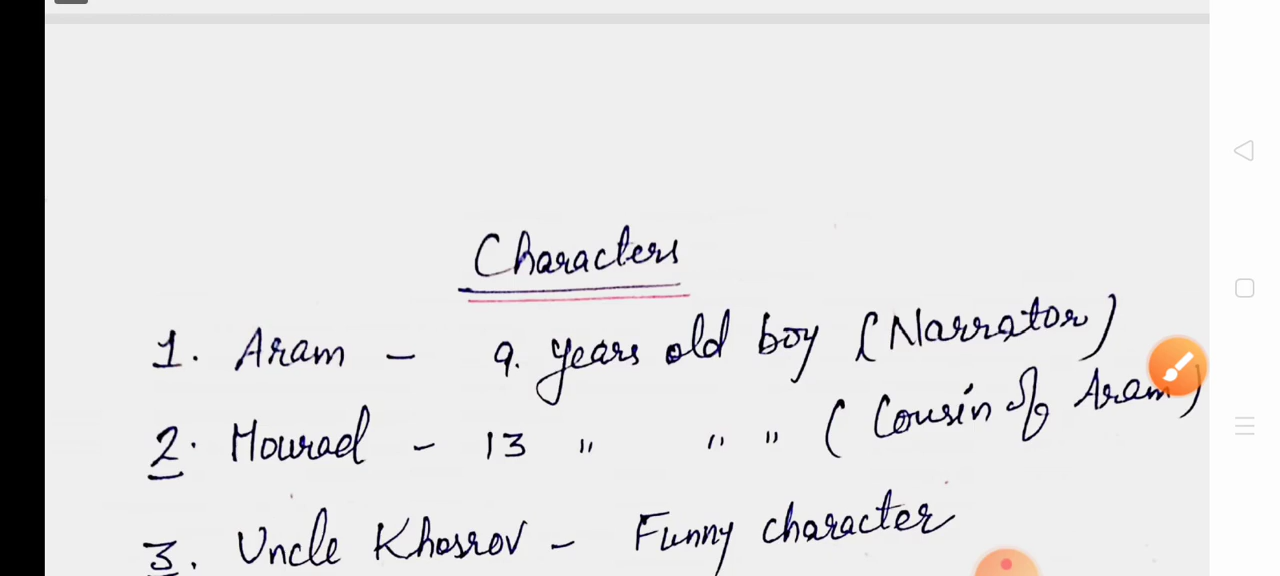 Characters
1. Aram - 9. years old boy (Narrator)
2. Mourad - 13 " " " (Cousin of Aram)
3. Uncle Khosrov - Funny character